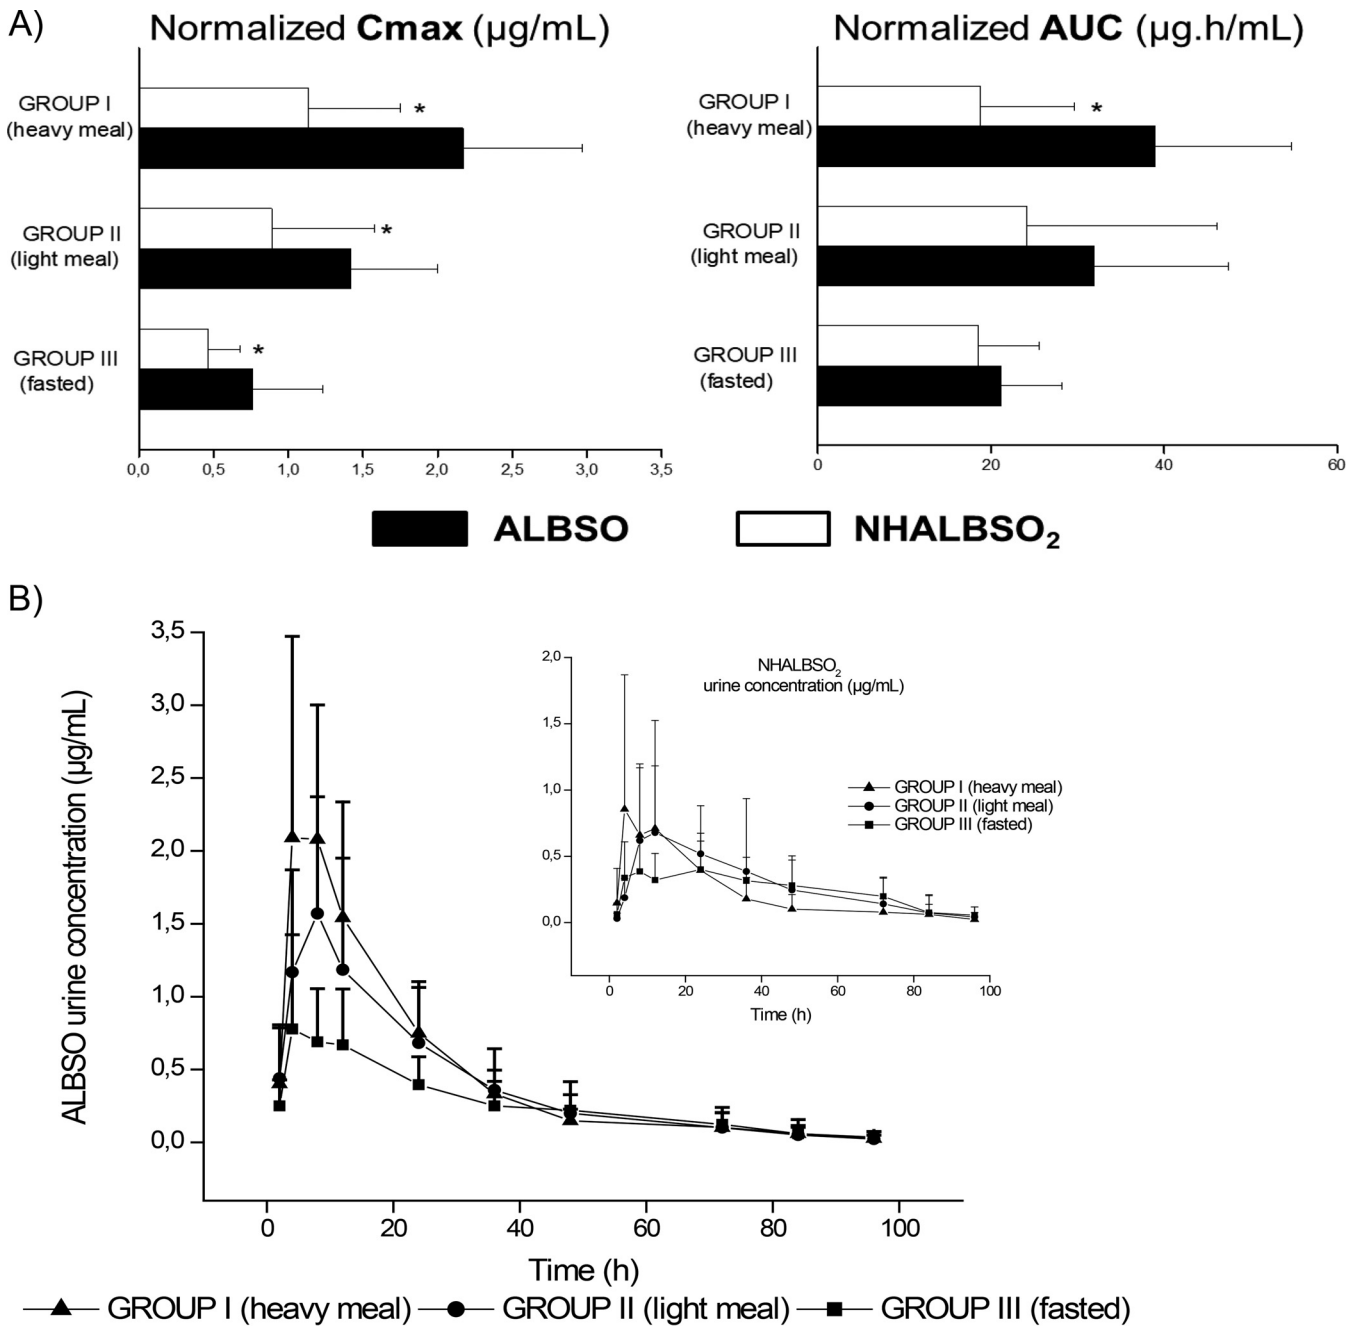 A)
Normalized Cmax (µg/mL)
GROUP I
(heavy meal)
*
GROUP II
(light meal)
*
GROUP III
(fasted)
*
0,0 0,5 1,0 1,5 2,0 2,5 3,0 3,5
Normalized AUC (µg.h/mL)
GROUP I
(heavy meal)
*
GROUP II
(light meal)
GROUP III
(fasted)
0 20 40 60
ALBSO NHALBSO₂
B)
ALBSO urine concentration (µg/mL)
3,5
3,0
2,5
2,0
1,5
1,0
0,5
0,0
0 20 40 60 80 100
Time (h)
NHALBSO₂
urine concentration (µg/mL)
2,0
1,5
1,0
0,5
0,0
GROUP I (heavy meal)
GROUP II (light meal)
GROUP III (fasted)
0 20 40 60 80 100
Time (h)
GROUP I (heavy meal) GROUP II (light meal) GROUP III (fasted)